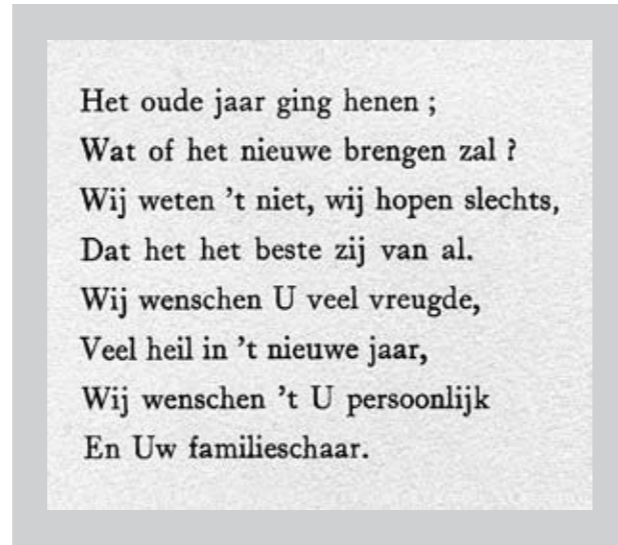 Het oude jaar ging henen ;
Wat of het nieuwe brengen zal ?
Wij weten ’t niet, wij hopen slechts,
Dat het het beste zij van al.
Wij wenschen U veel vreugde,
Veel heil in ’t nieuwe jaar,
Wij wenschen ’t U persoonlijk
En Uw familieschaar.